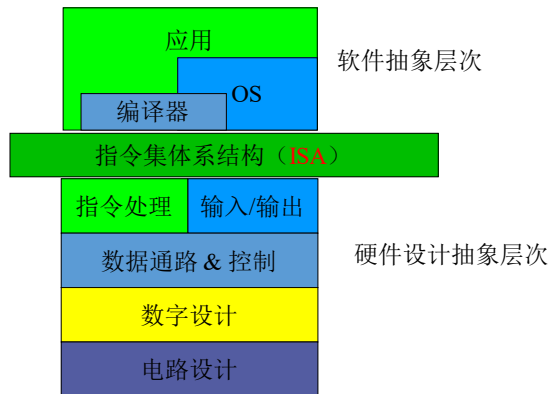 应用
软件抽象层次
OS
编译器
指令集体系结构（ISA）
指令处理
输入/输出
数据通路 & 控制
硬件设计抽象层次
数字设计
电路设计